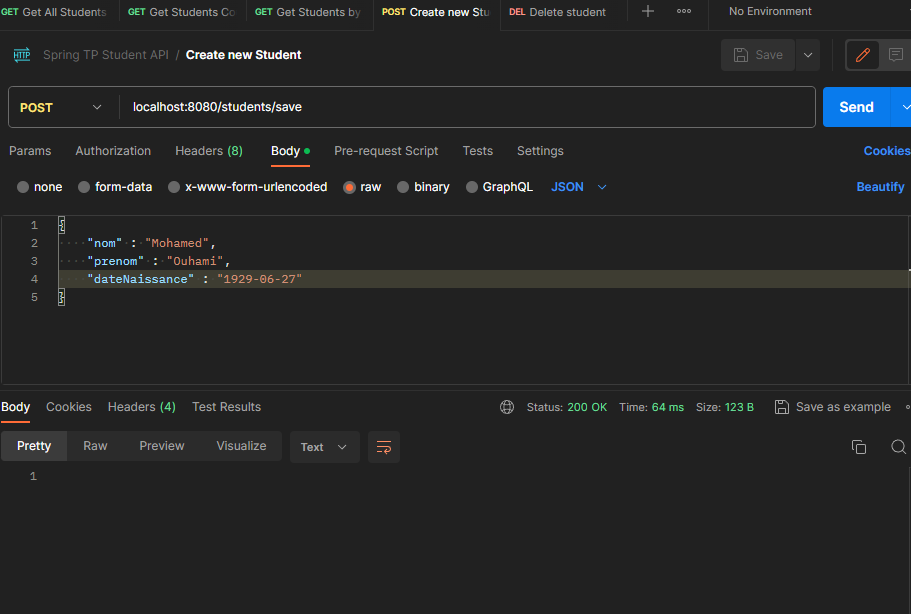 GET Get All Students GET Get Students Co GET Get Students by POST Create new Stu DEL Delete student No Environment
HTTP Spring TP Student API / Create new Student Save
POST localhost:8080/students/save Send
Params Authorization Headers (8) Body Pre-request Script Tests Settings Cookies
none form-data x-www-form-urlencoded raw binary GraphQL JSON Beautify
1 {
2 "nom" : "Mohamed",
3 "prenom" : "Ouhami",
4 "dateNaissance" : "1929-06-27"
5 }
Body Cookies Headers (4) Test Results Status: 200 OK Time: 64 ms Size: 123 B Save as example
Pretty Raw Preview Visualize Text
1